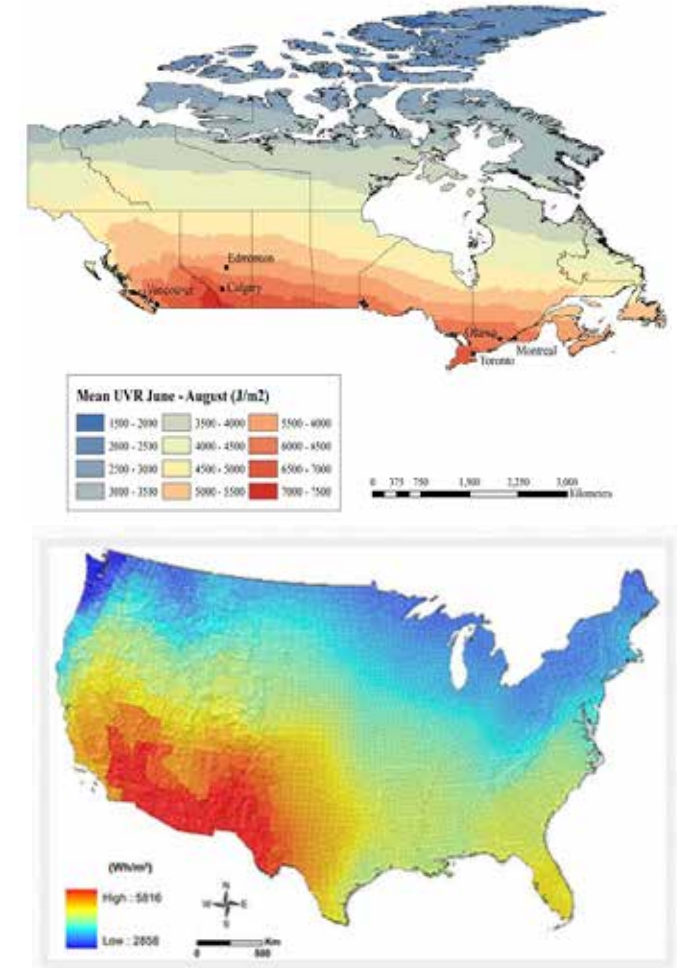 Edmonton
Vancouver
Calgary
Ottawa
Montreal
Toronto
Mean UVR June - August (J/m2)
1500 - 2000 3500 - 4000 5500 - 6000
2000 - 2500 4000 - 4500 6000 - 6500
2500 - 3000 4500 - 5000 6500 - 7000
3000 - 3500 5000 - 5500 7000 - 7500
0 375 750 1,500 2,250 3,000
Kilometers
(Wh/m²)
High : 5816
Low : 2858
N
W E
S
Km
0 500